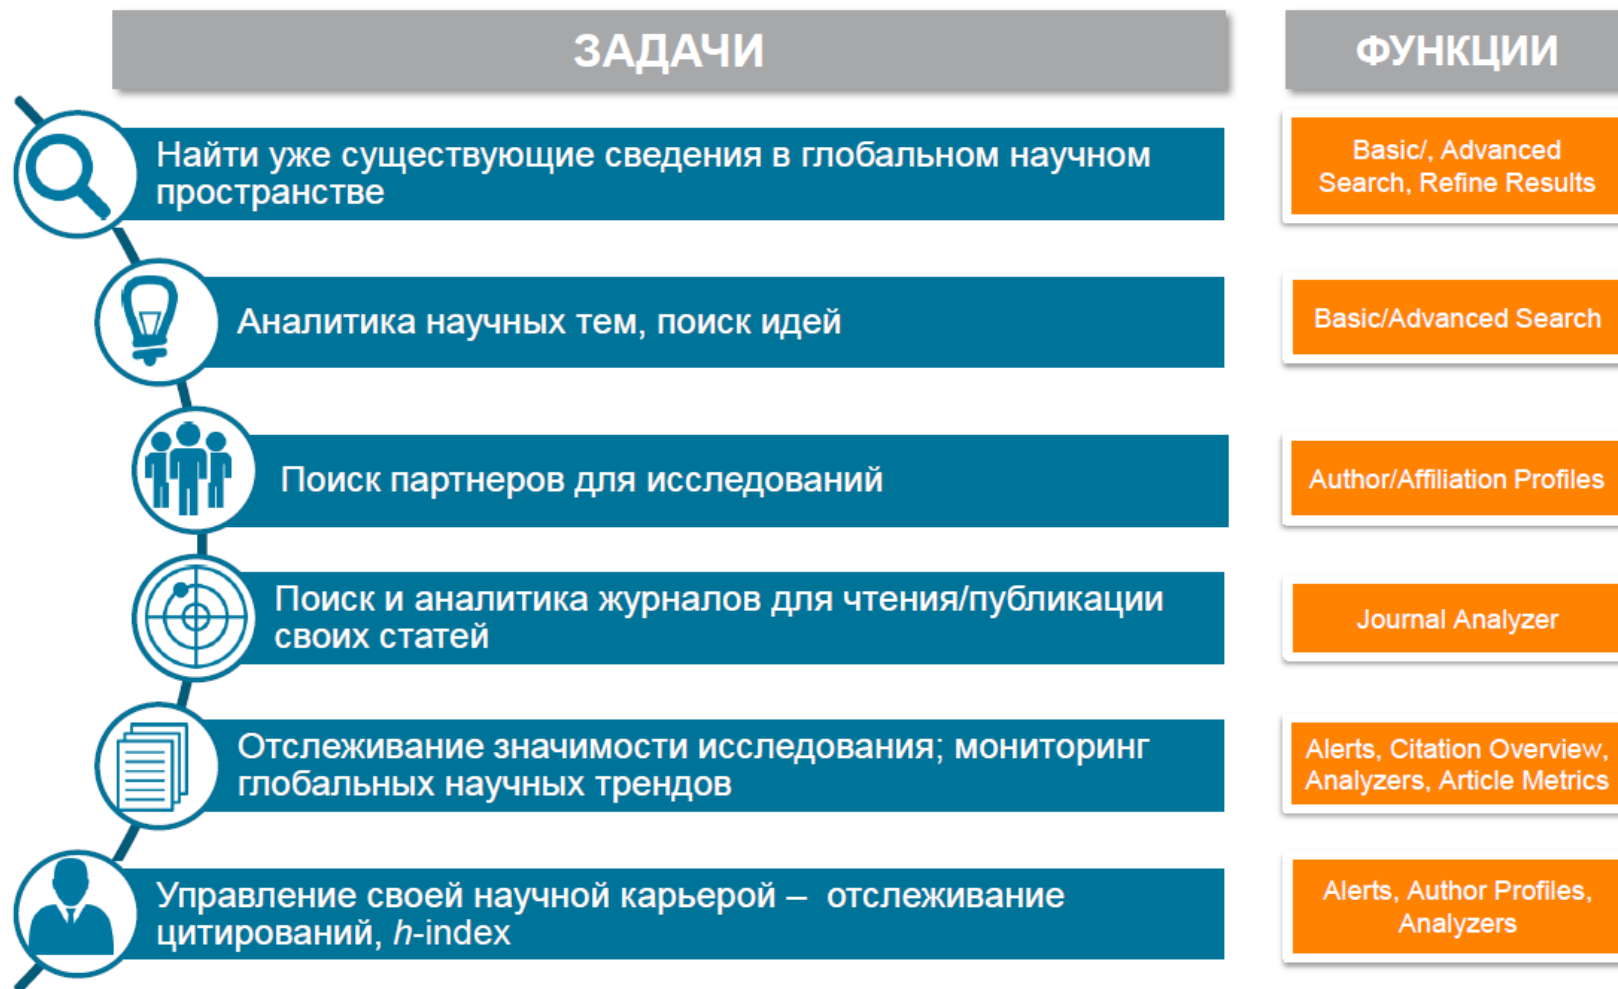 ЗАДАЧИ
ФУНКЦИИ
Найти уже существующие сведения в глобальном научном
пространстве
Basic/, Advanced
Search, Refine Results
Аналитика научных тем, поиск идей
Basic/Advanced Search
Поиск партнеров для исследований
Author/Affiliation Profiles
Поиск и аналитика журналов для чтения/публикации
своих статей
Journal Analyzer
Отслеживание значимости исследования; мониторинг
глобальных научных трендов
Alerts, Citation Overview,
Analyzers, Article Metrics
Управление своей научной карьерой – отслеживание
цитирований, h-index
Alerts, Author Profiles,
Analyzers